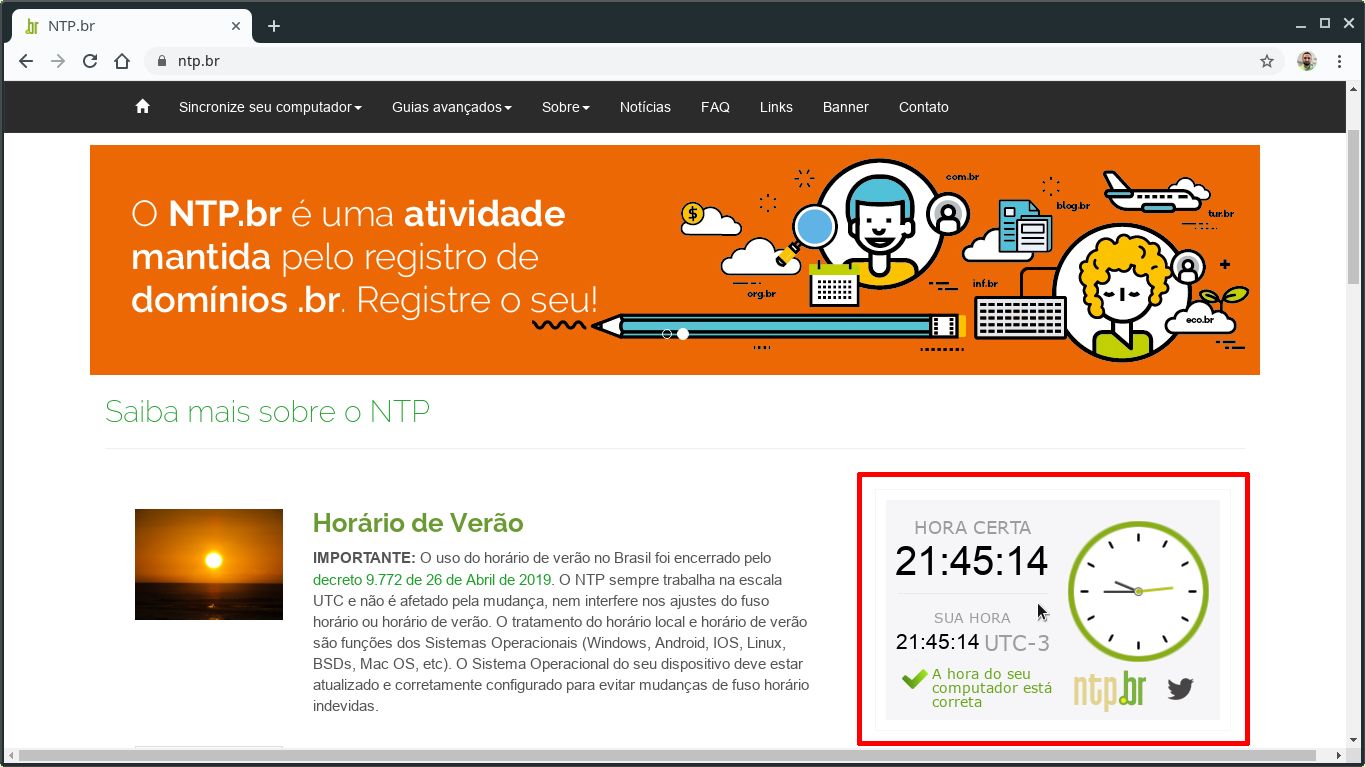 NTP.br
ntp.br
Sincronize seu computador Guias avançados Sobre Notícias FAQ Links Banner Contato
O NTP.br é uma atividade
mantida pelo registro de
domínios .br. Registre o seu!
com.br
blog.br
tur.br
org.br
inf.br
eco.br
Saiba mais sobre o NTP
Horário de Verão
IMPORTANTE: O uso do horário de verão no Brasil foi encerrado pelo
decreto 9.772 de 26 de Abril de 2019. O NTP sempre trabalha na escala
UTC e não é afetado pela mudança, nem interfere nos ajustes do fuso
horário ou horário de verão. O tratamento do horário local e horário de verão
são funções dos Sistemas Operacionais (Windows, Android, IOS, Linux,
BSDs, Mac OS, etc). O Sistema Operacional do seu dispositivo deve estar
atualizado e corretamente configurado para evitar mudanças de fuso horário
indevidas.
HORA CERTA
21:45:14
SUA HORA
21:45:14 UTC-3
A hora do seu
computador está
correta
ntp.br